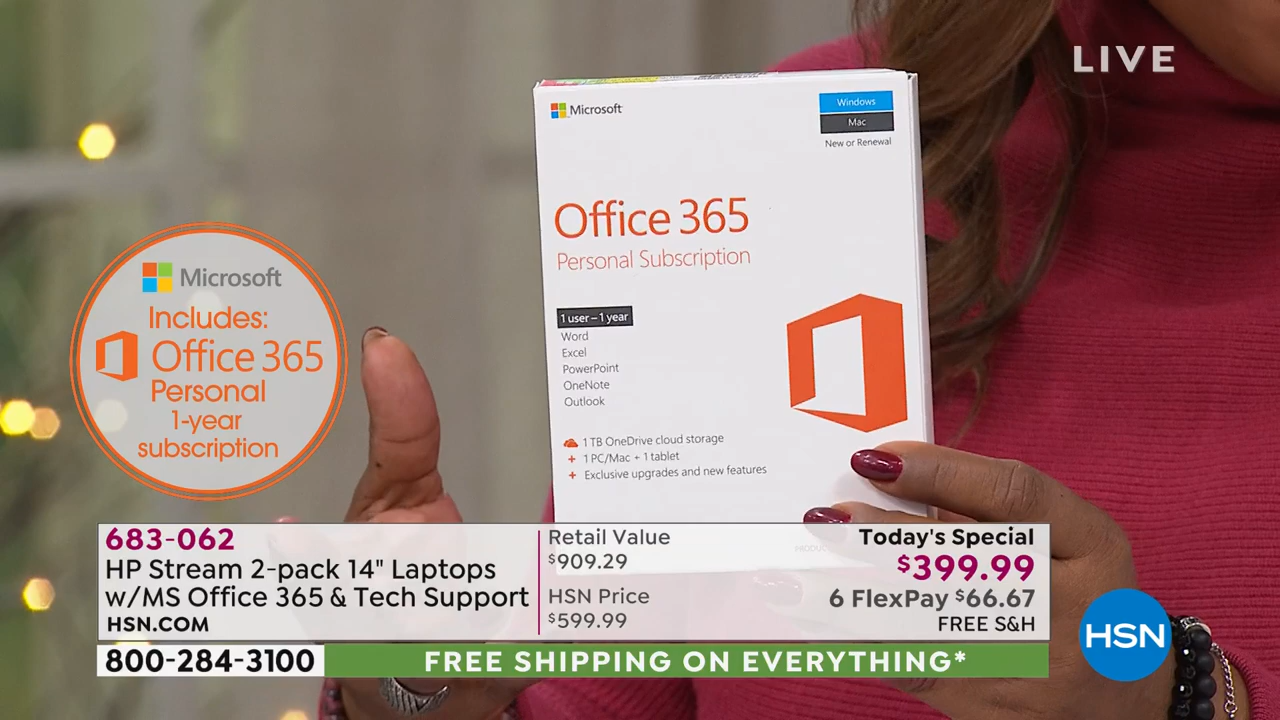 LIVE
Microsoft
Windows
Mac
New or Renewal
Office 365
Personal Subscription
1 user – 1 year
Word
Excel
PowerPoint
OneNote
Outlook
1 TB OneDrive cloud storage
+ 1 PC/Mac + 1 tablet
+ Exclusive upgrades and new features
Microsoft
Includes:
Office 365
Personal
1-year
subscription
683-062
HP Stream 2-pack 14" Laptops
w/MS Office 365 & Tech Support
HSN.COM
Retail Value
$909.29
HSN Price
$599.99
Today's Special
$399.99
6 FlexPay $66.67
FREE S&H
HSN
800-284-3100
FREE SHIPPING ON EVERYTHING*